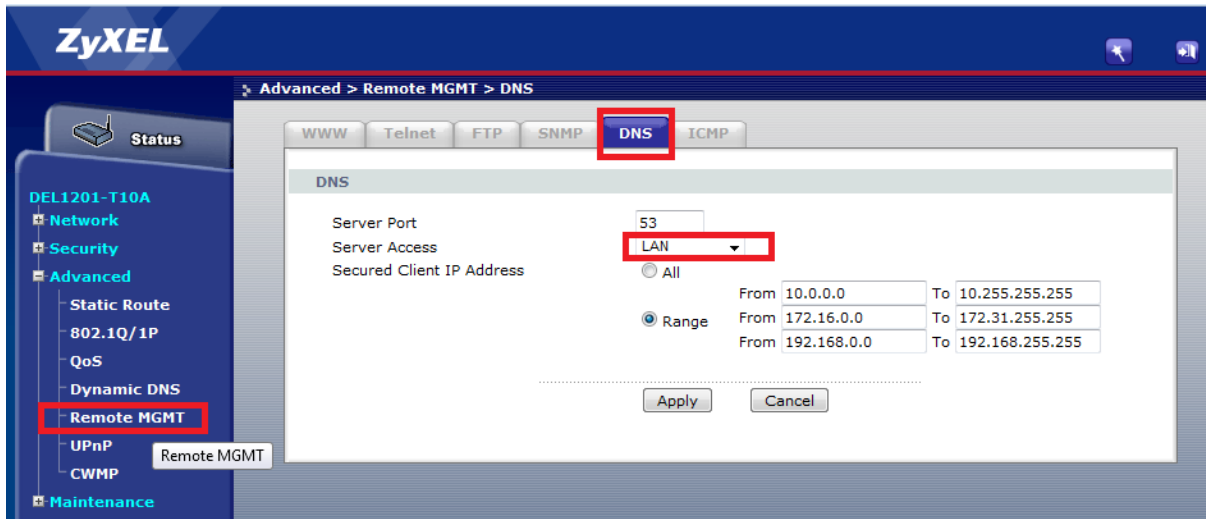 ZyXEL
Advanced > Remote MGMT > DNS
Status
WWW Telnet FTP SNMP DNS ICMP
DNS
DEL1201-T10A
Network
Security
Advanced
Static Route
802.1Q/1P
QoS
Dynamic DNS
Remote MGMT
UPnP
Remote MGMT
CWMP
Maintenance
Server Port 53
Server Access LAN
Secured Client IP Address All
Range
From 10.0.0.0 To 10.255.255.255
From 172.16.0.0 To 172.31.255.255
From 192.168.0.0 To 192.168.255.255
Apply Cancel